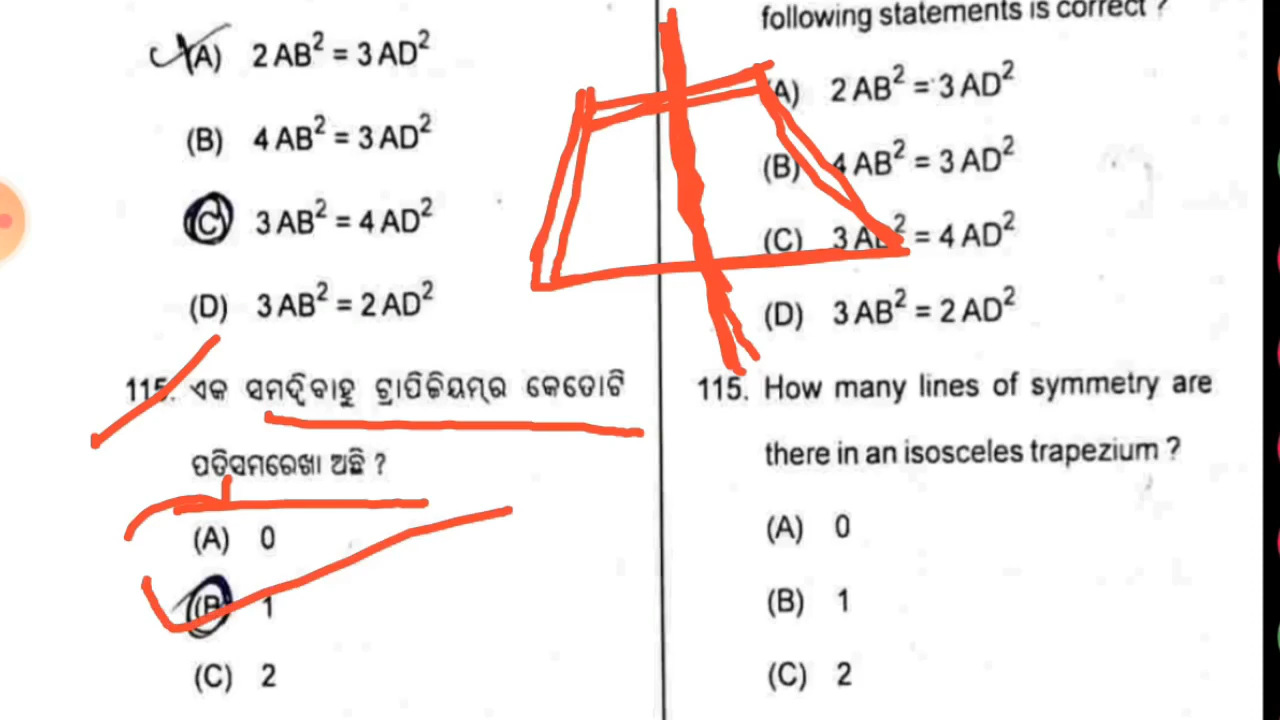 (A) 2 AB² = 3 AD²
(B) 4 AB² = 3 AD²
(C) 3 AB² = 4 AD²
(D) 3 AB² = 2 AD²
115. ଏକ ସମଦ୍ୱିବାହୁ ଟ୍ରାପିଜିୟମ୍‌ର କେତୋଟି
ପ୍ରତିସମରେଖା ଅଛି ?
(A) 0
(B) 1
(C) 2
following statements is correct ?
(A) 2 AB² = 3 AD²
(B) 4 AB² = 3 AD²
(C) 3 AB² = 4 AD²
(D) 3 AB² = 2 AD²
115. How many lines of symmetry are
there in an isosceles trapezium ?
(A) 0
(B) 1
(C) 2